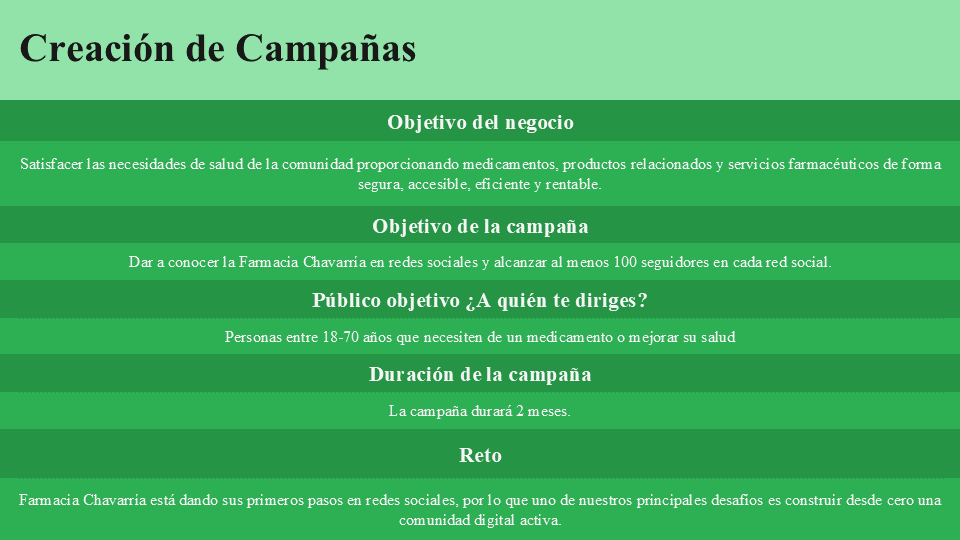 Creación de Campañas
Objetivo del negocio
Satisfacer las necesidades de salud de la comunidad proporcionando medicamentos, productos relacionados y servicios farmacéuticos de forma
segura, accesible, eficiente y rentable.
Objetivo de la campaña
Dar a conocer la Farmacia Chavarria en redes sociales y alcanzar al menos 100 seguidores en cada red social.
Público objetivo ¿A quién te diriges?
Personas entre 18-70 años que necesiten de un medicamento o mejorar su salud
Duración de la campaña
La campaña durará 2 meses.
Reto
Farmacia Chavarría está dando sus primeros pasos en redes sociales, por lo que uno de nuestros principales desafíos es construir desde cero una
comunidad digital activa.